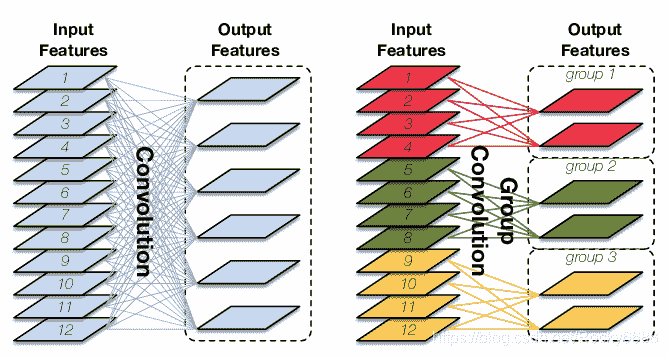 Input
Features
Output
Features
1
2
3
4
5
6
7
8
9
10
11
12
Convolution
Input
Features
Output
Features
1
2
3
4
5
6
7
8
9
10
11
12
Group
Convolution
group 1
group 2
group 3